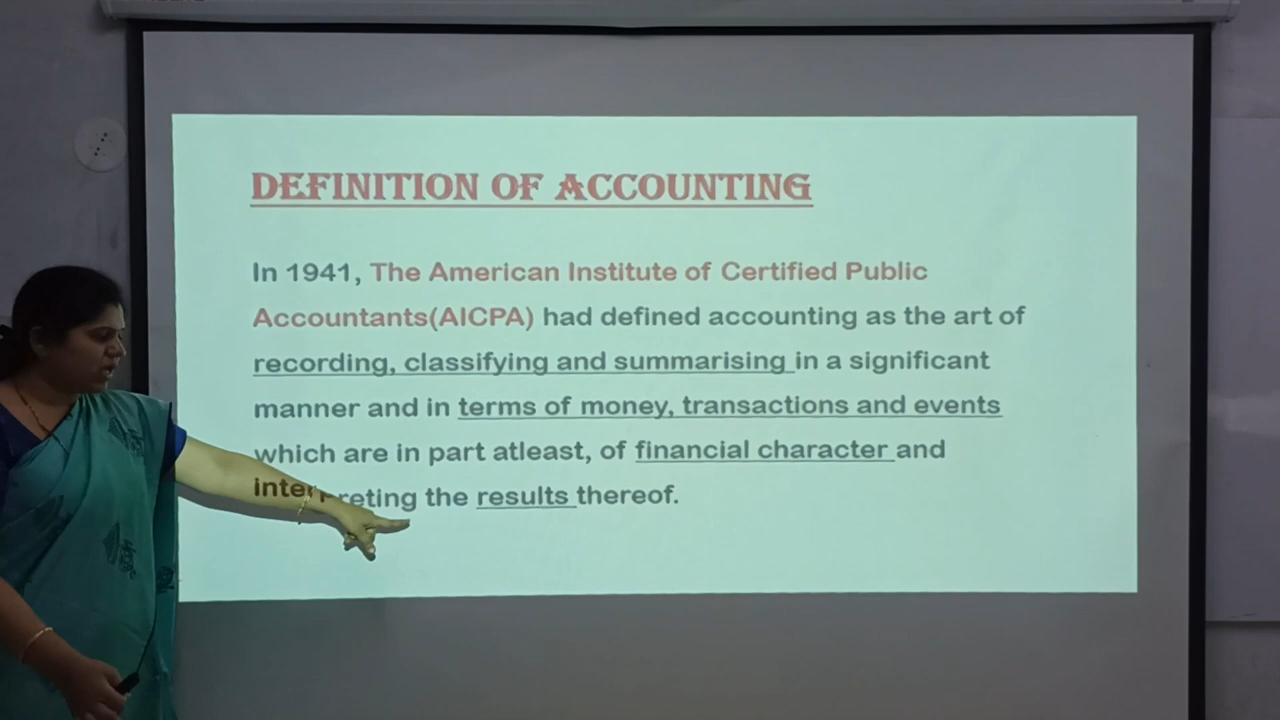 DEFINITION OF ACCOUNTING
In 1941, The American Institute of Certified Public
Accountants(AICPA) had defined accounting as the art of
recording, classifying and summarising in a significant
manner and in terms of money, transactions and events
which are in part atleast, of financial character and
interpreting the results thereof.